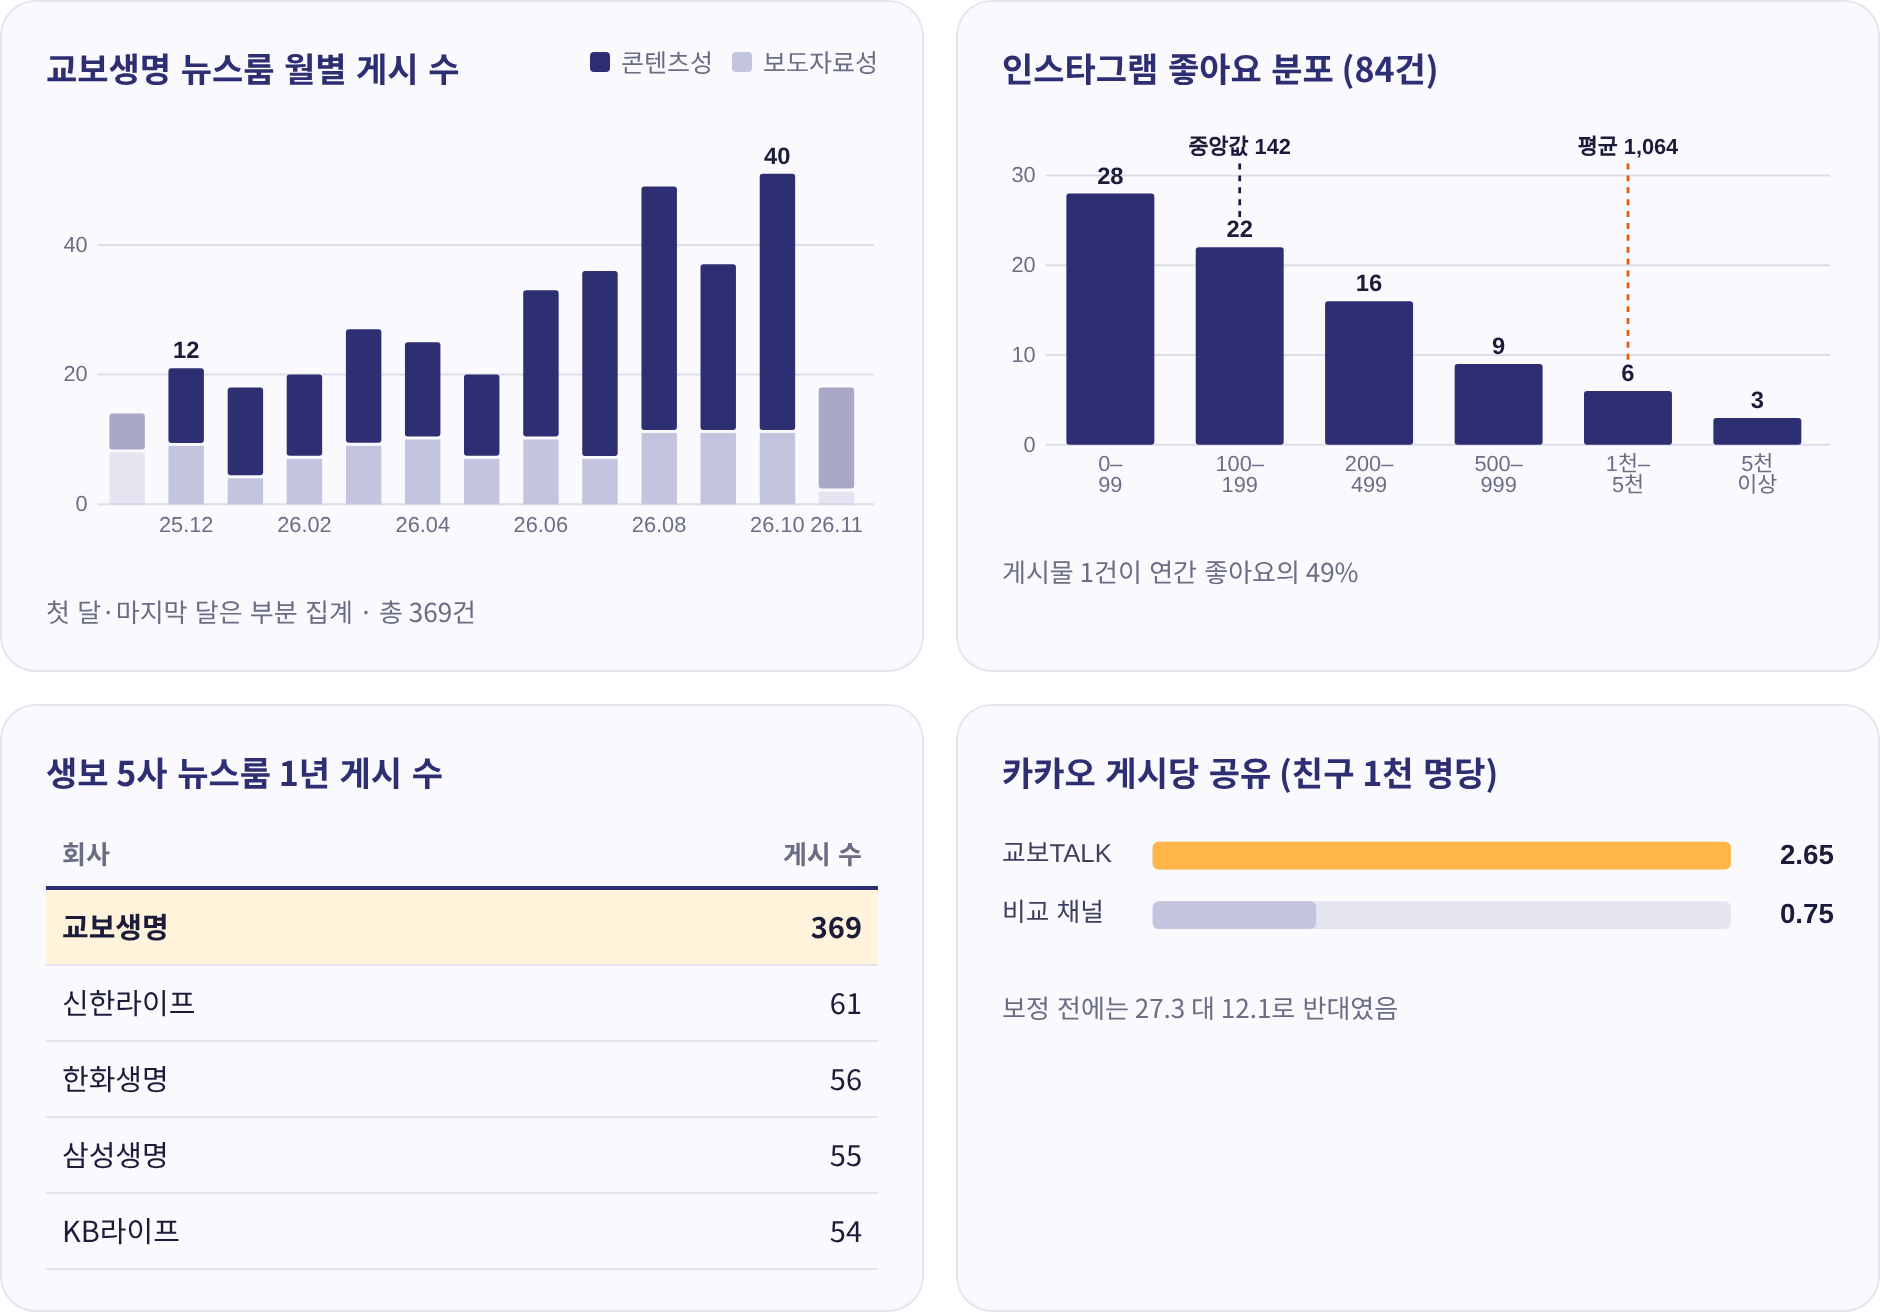 교보생명 뉴스룸 월별 게시 수
콘텐츠성 보도자료성
40
12
40
20
0
25.12 26.02 26.04 26.06 26.08 26.10 26.11
첫 달·마지막 달은 부분 집계 · 총 369건
인스타그램 좋아요 분포 (84건)
중앙값 142 평균 1,064
30
20
10
0
28 22 16 9 6 3
0–99 100–199 200–499 500–999 1천–5천 5천 이상
게시물 1건이 연간 좋아요의 49%
생보 5사 뉴스룸 1년 게시 수
회사 게시 수
교보생명 369
신한라이프 61
한화생명 56
삼성생명 55
KB라이프 54
카카오 게시당 공유 (친구 1천 명당)
교보TALK 2.65
비교 채널 0.75
보정 전에는 27.3 대 12.1로 반대였음